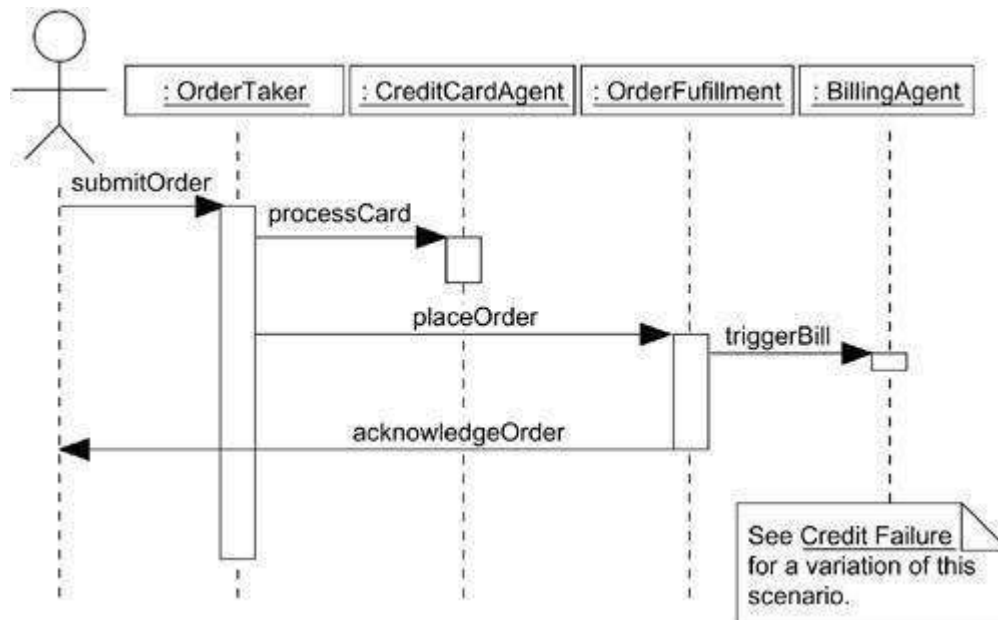 : OrderTaker
: CreditCardAgent
: OrderFufillment
: BillingAgent
submitOrder
processCard
placeOrder
triggerBill
acknowledgeOrder
See Credit Failure
for a variation of this
scenario.